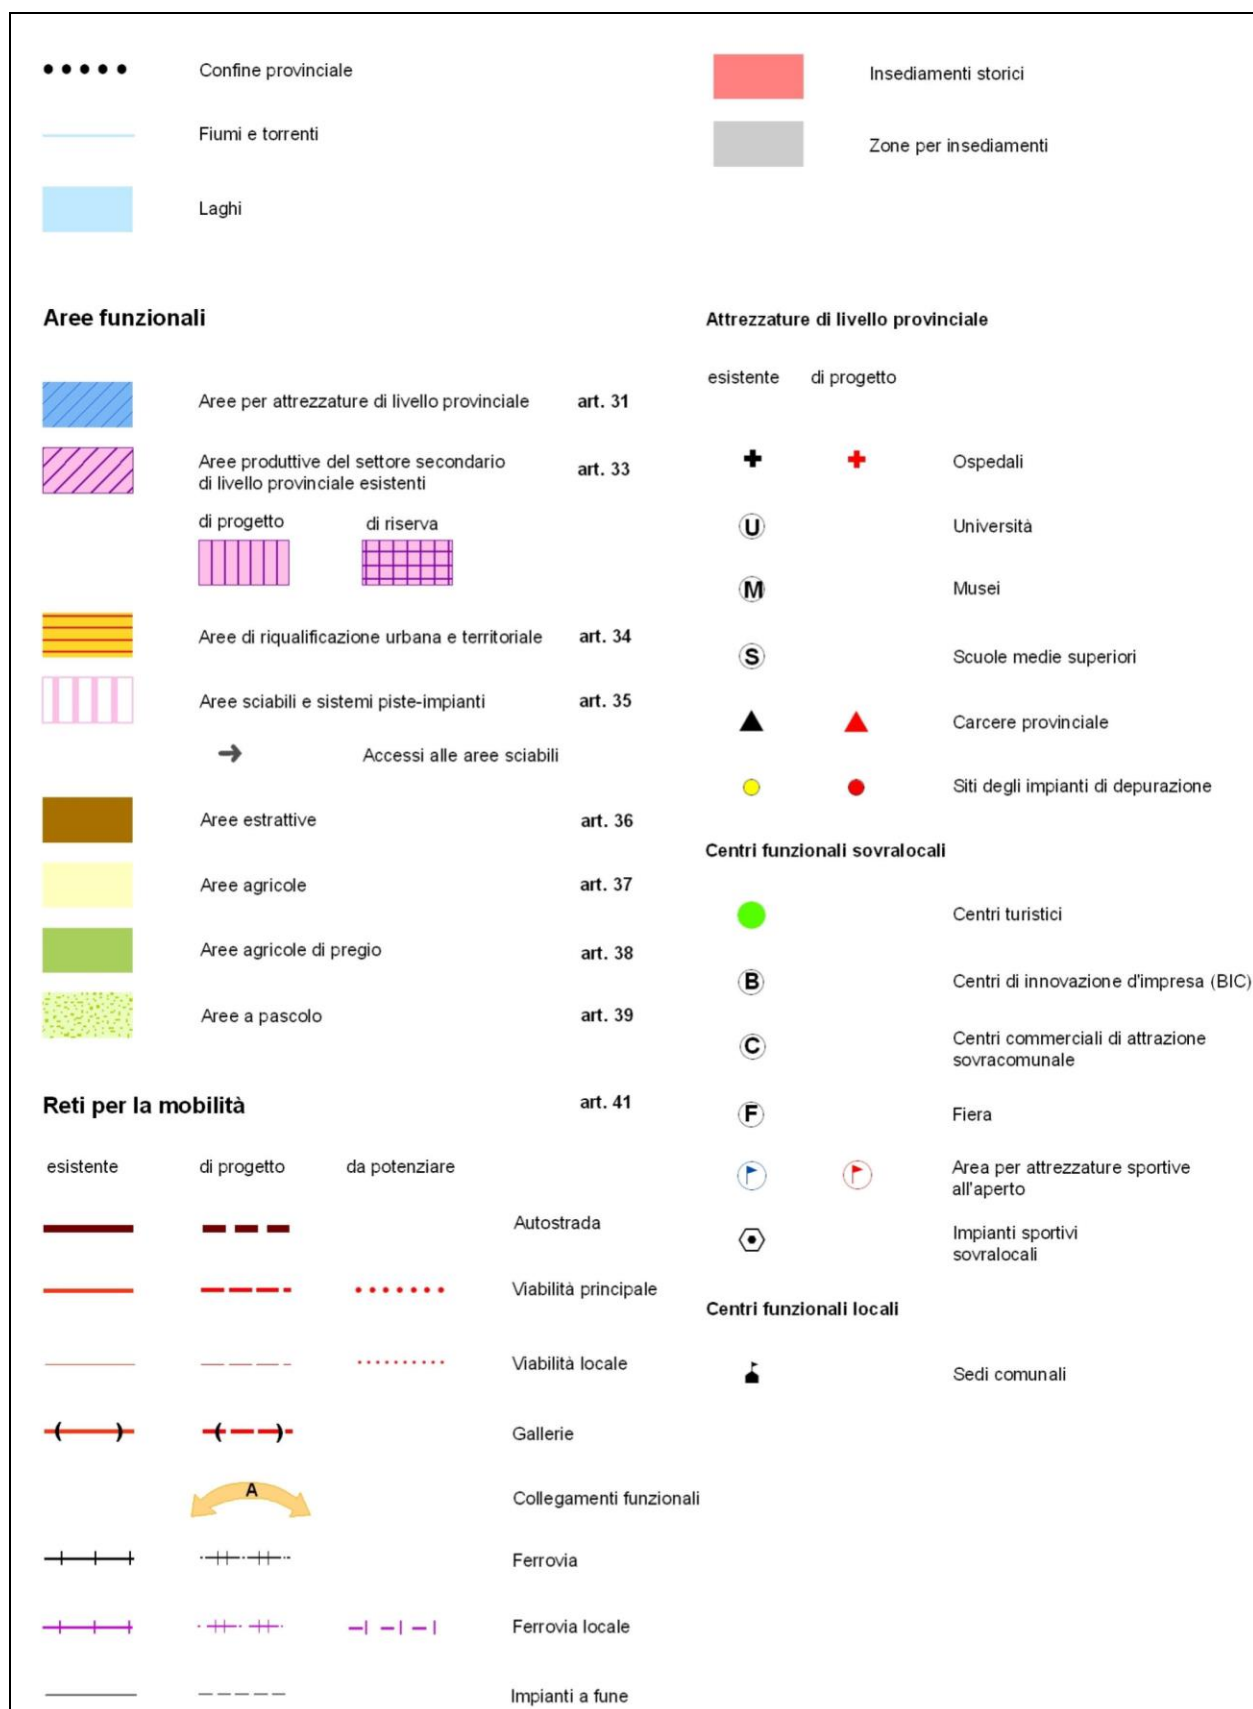 Confine provinciale
Fiumi e torrenti
Laghi
Insediamenti storici
Zone per insediamenti
Aree funzionali
Aree per attrezzature di livello provinciale art. 31
Aree produttive del settore secondario
di livello provinciale esistenti art. 33
di progetto di riserva
Aree di riqualificazione urbana e territoriale art. 34
Aree sciabili e sistemi piste-impianti art. 35
Accessi alle aree sciabili
Aree estrattive art. 36
Aree agricole art. 37
Aree agricole di pregio art. 38
Aree a pascolo art. 39
Reti per la mobilità art. 41
esistente di progetto da potenziare
Autostrada
Viabilità principale
Viabilità locale
( ) ( ) Gallerie
A Collegamenti funzionali
Ferrovia
Ferrovia locale
Impianti a fune
Attrezzature di livello provinciale
esistente di progetto
Ospedali
U Università
M Musei
S Scuole medie superiori
Carcere provinciale
Siti degli impianti di depurazione
Centri funzionali sovralocali
Centri turistici
B Centri di innovazione d'impresa (BIC)
C Centri commerciali di attrazione
sovracomunale
F Fiera
Area per attrezzature sportive
all'aperto
Impianti sportivi
sovralocali
Centri funzionali locali
Sedi comunali